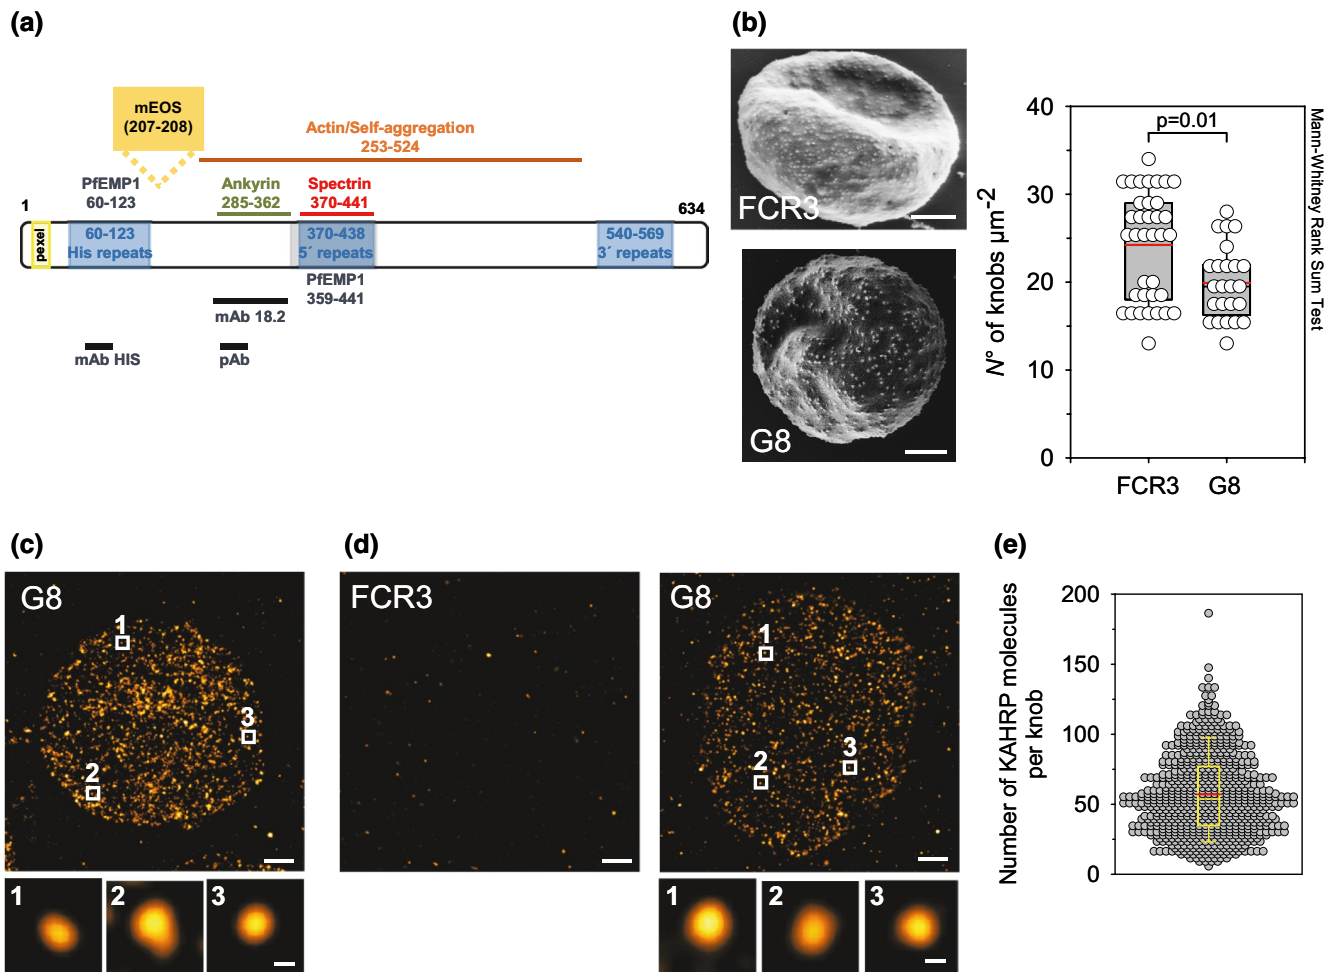 (a)
mEOS
(207-208)
Actin/Self-aggregation
253-524
PfEMP1
60-123
Ankyrin
285-362
Spectrin
370-441
1
634
pexel
60-123
His repeats
370-438
5´ repeats
540-569
3´ repeats
PfEMP1
359-441
mAb 18.2
mAb HIS
pAb
(b)
FCR3
G8
N° of knobs µm-2
40
30
20
10
0
p=0.01
FCR3
G8
Mann-Whitney Rank Sum Test
(c)
G8
1
2
3
1
2
3
(d)
FCR3
G8
1
2
3
1
2
3
(e)
Number of KAHRP molecules
per knob
200
150
100
50
0